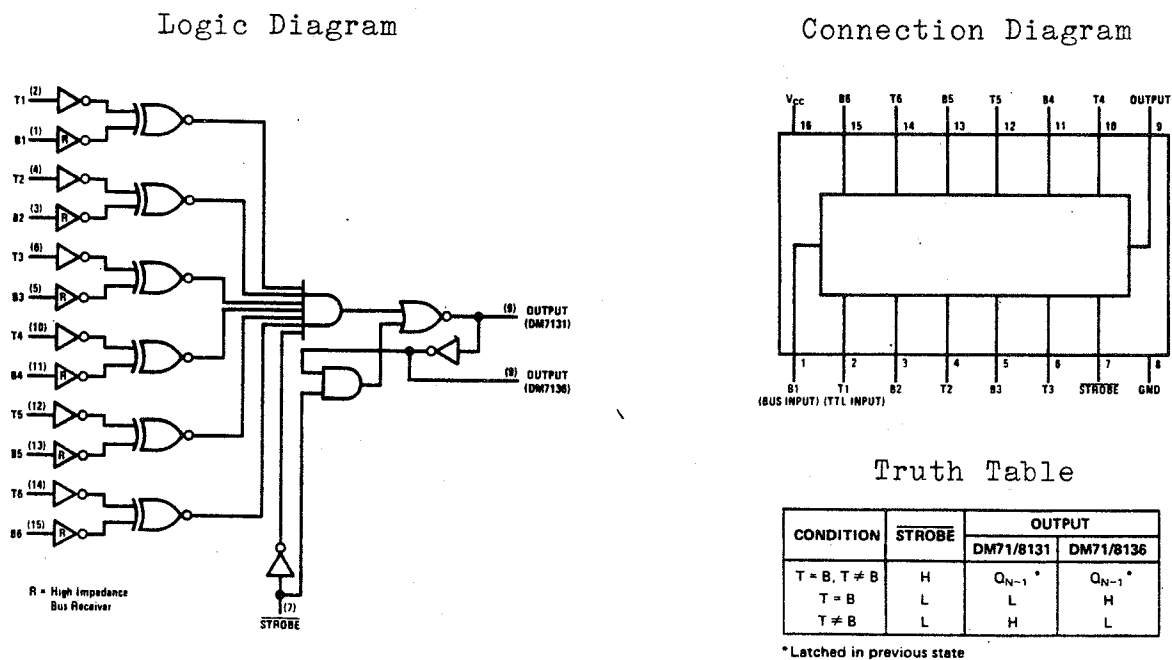 Logic Diagram
T1 (2)
B1 (1) R
T2 (4)
B2 (3) R
T3 (6)
B3 (5) R
T4 (10)
B4 (11) R
T5 (12)
B5 (13) R
T6 (14)
B6 (15) R
(9) OUTPUT
(DM7131)
(9) OUTPUT
(DM7136)
R = High Impedance
Bus Receiver
(7)
STROBE
Connection Diagram
VCC B6 T6 B5 T5 B4 T4 OUTPUT
16 15 14 13 12 11 10 9
1 2 3 4 5 6 7 8
B1 T1 B2 T2 B3 T3 STROBE GND
(BUS INPUT) (TTL INPUT)
Truth Table
CONDITION STROBE OUTPUT
DM71/8131 DM71/8136
T = B, T ≠ B H QN−1 * QN−1 *
T = B L L H
T ≠ B L H L
*Latched in previous state